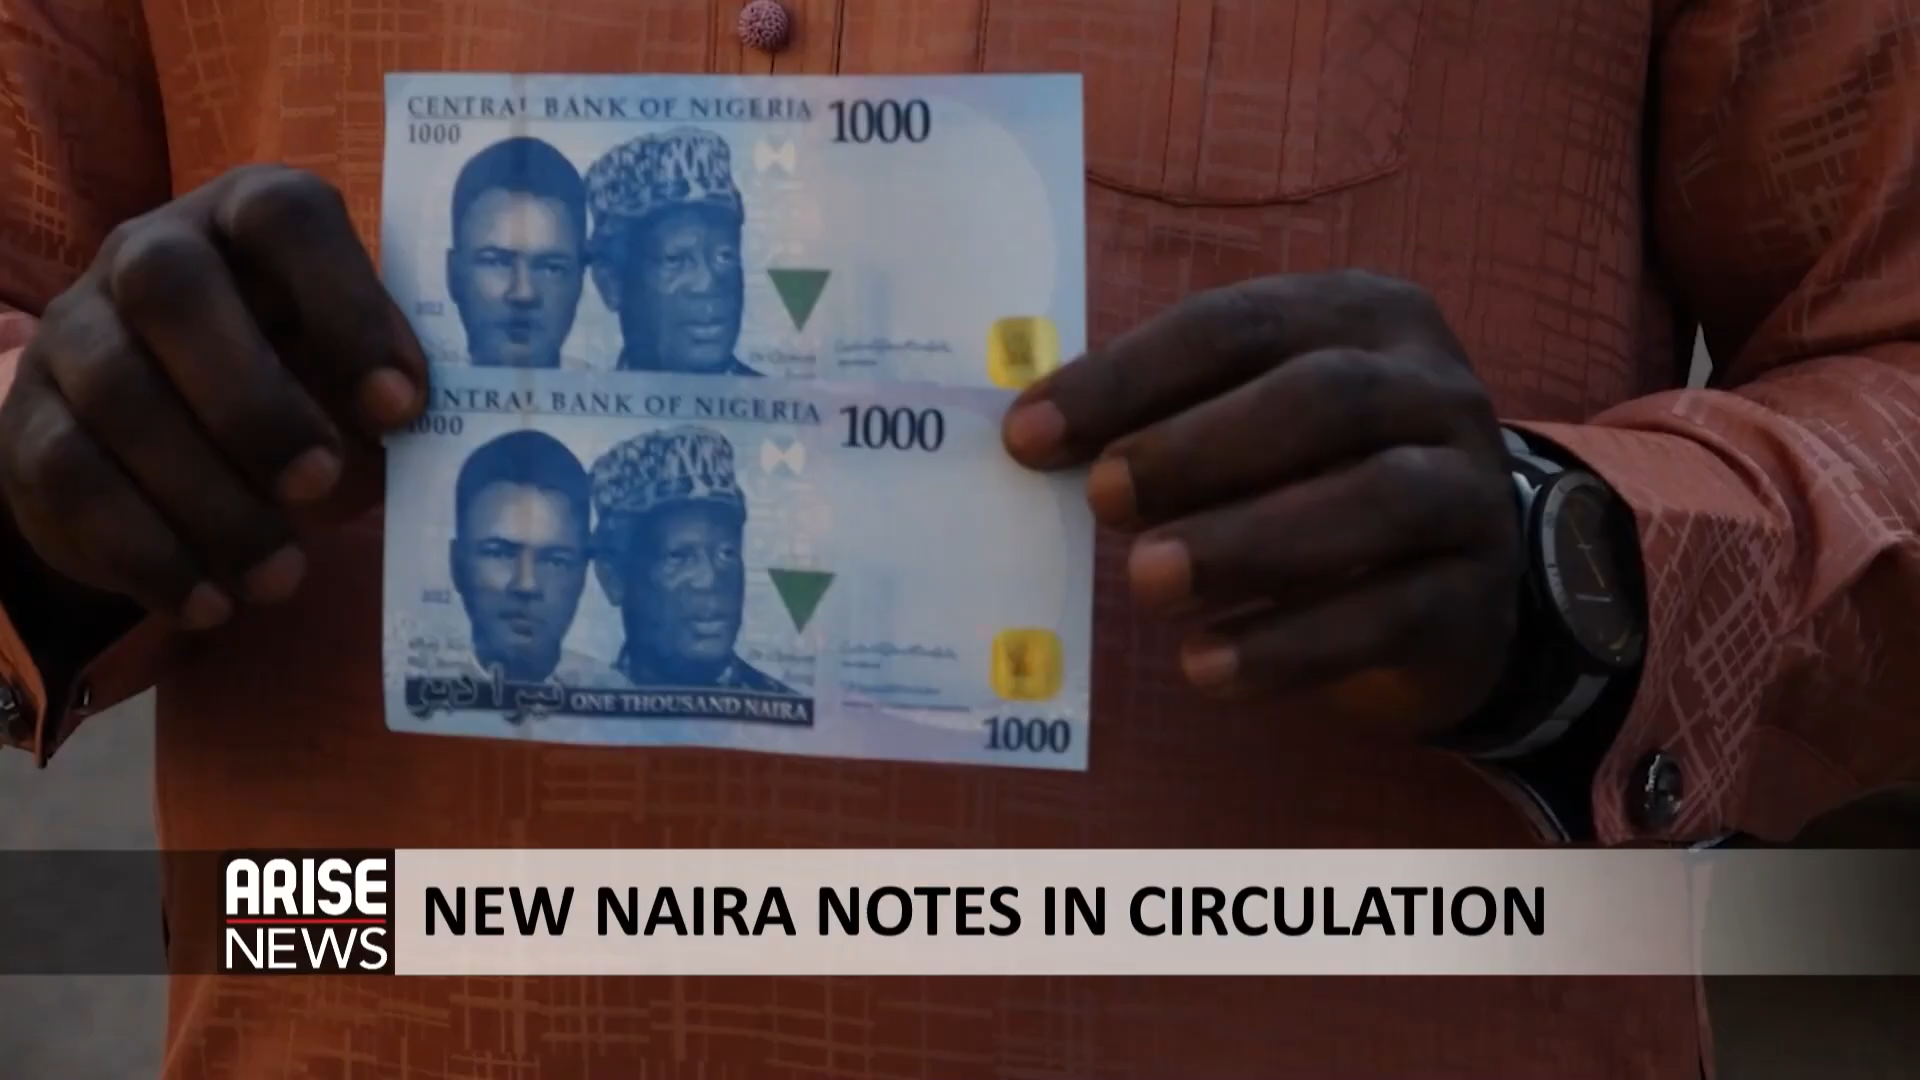 CENTRAL BANK OF NIGERIA 1000
1000
2022
CENTRAL BANK OF NIGERIA 1000
1000
2022
ONE THOUSAND NAIRA
1000
ARISE
NEWS
NEW NAIRA NOTES IN CIRCULATION